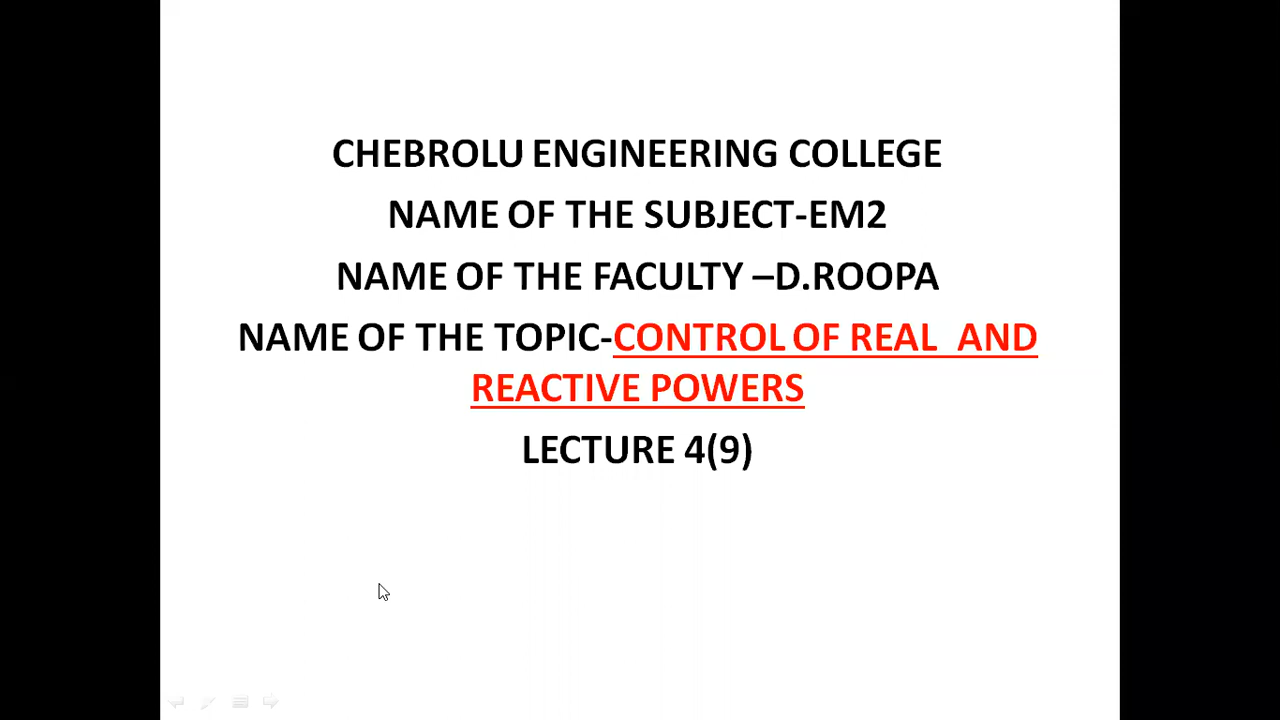 CHEBROLU ENGINEERING COLLEGE
NAME OF THE SUBJECT-EM2
NAME OF THE FACULTY –D.ROOPA
NAME OF THE TOPIC-CONTROL OF REAL  AND
REACTIVE POWERS
LECTURE 4(9)